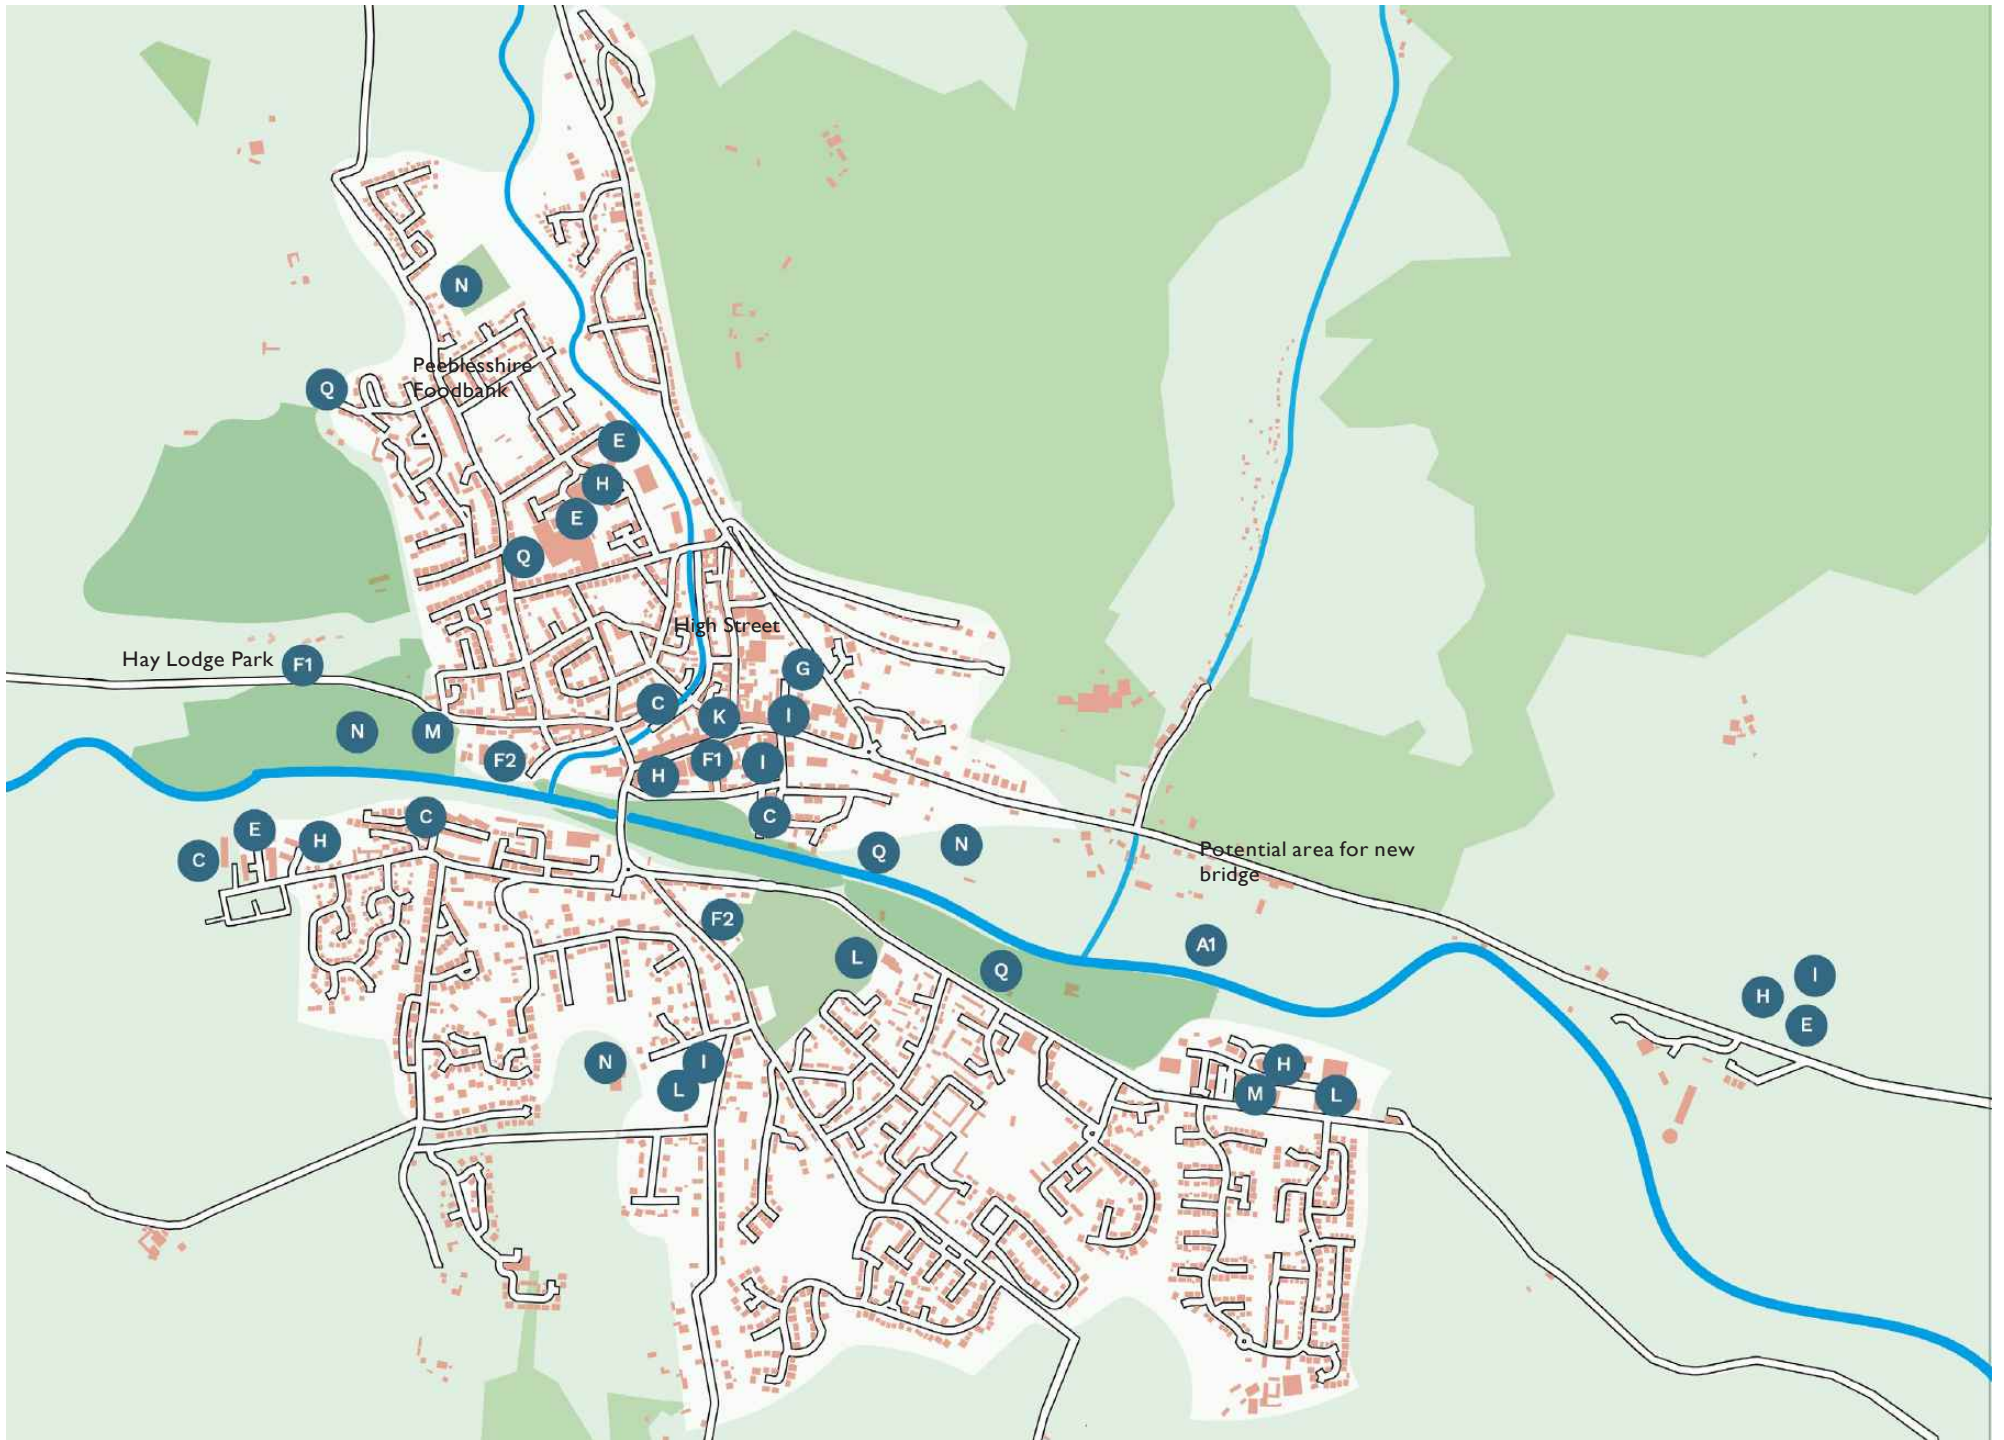 N
Peeblesshire
Foodbank
Q
E
H
E
Q
High Street
Hay Lodge Park
F1
G
C
K
I
N
M
F2
H
F1
I
C
C
E
H
C
Q
N
Potential area for new
bridge
F2
L
Q
A1
I
H
E
N
I
L
H
M
L